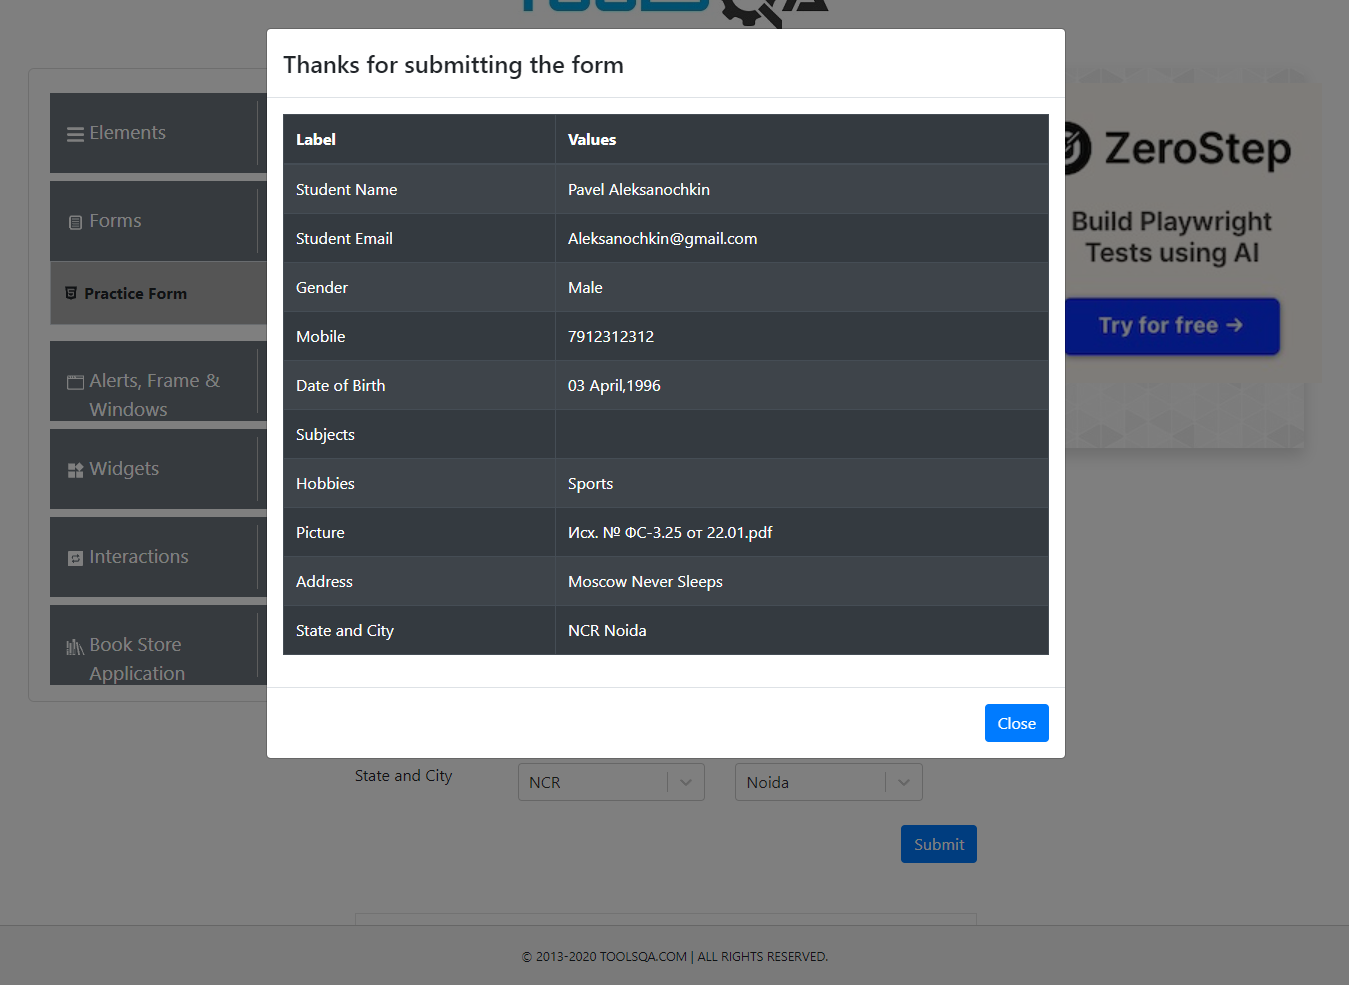 TOOLSQA
Thanks for submitting the form
Label Values
Student Name Pavel Aleksanochkin
Student Email Aleksanochkin@gmail.com
Gender Male
Mobile 7912312312
Date of Birth 03 April,1996
Subjects
Hobbies Sports
Picture Исх. № ФС-3.25 от 22.01.pdf
Address Moscow Never Sleeps
State and City NCR Noida
Close
Elements
Forms
Practice Form
Alerts, Frame &
Windows
Widgets
Interactions
Book Store
Application
ZeroStep
Build Playwright
Tests using AI
Try for free →
State and City NCR Noida
Submit
© 2013-2020 TOOLSQA.COM | ALL RIGHTS RESERVED.